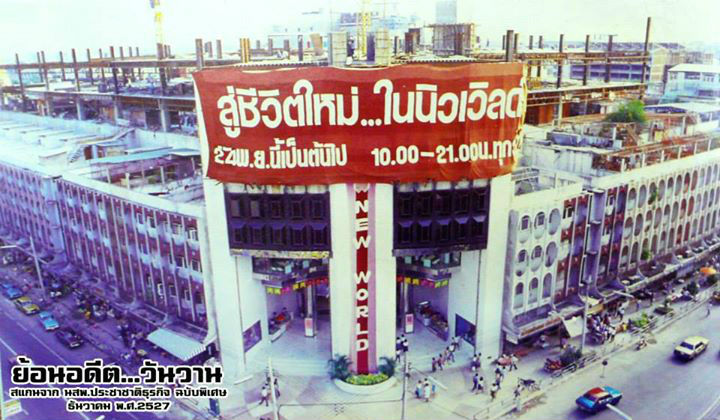 สู่ชีวิตใหม่...ในนิวเวิลด์
27 พ.ย.นี้เป็นต้นไป 10.00-21.00น.ทุกวัน
NEW WORLD
ย้อนอดีต...วันวาน
สแกนจาก นสพ.ประชาชาติธุรกิจ ฉบับพิเศษ
ธันวาคม พ.ศ.2527